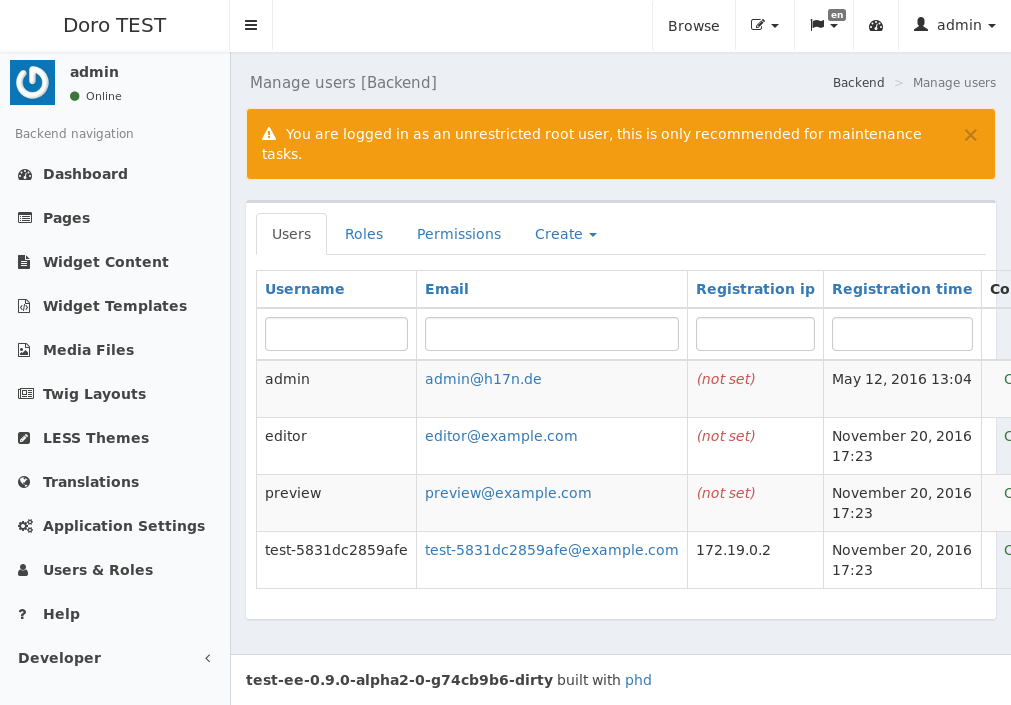 Doro TEST
Browse
en
admin
admin
Online
Backend navigation
Dashboard
Pages
Widget Content
Widget Templates
Media Files
Twig Layouts
LESS Themes
Translations
Application Settings
Users & Roles
? Help
Developer
Manage users [Backend]
Backend > Manage users
You are logged in as an unrestricted root user, this is only recommended for maintenance
tasks.
×
Users Roles Permissions Create
Username Email Registration ip Registration time Co
admin admin@h17n.de (not set) May 12, 2016 13:04
editor editor@example.com (not set) November 20, 2016
17:23
preview preview@example.com (not set) November 20, 2016
17:23
test-5831dc2859afe test-5831dc2859afe@example.com 172.19.0.2 November 20, 2016
17:23
test-ee-0.9.0-alpha2-0-g74cb9b6-dirty built with phd